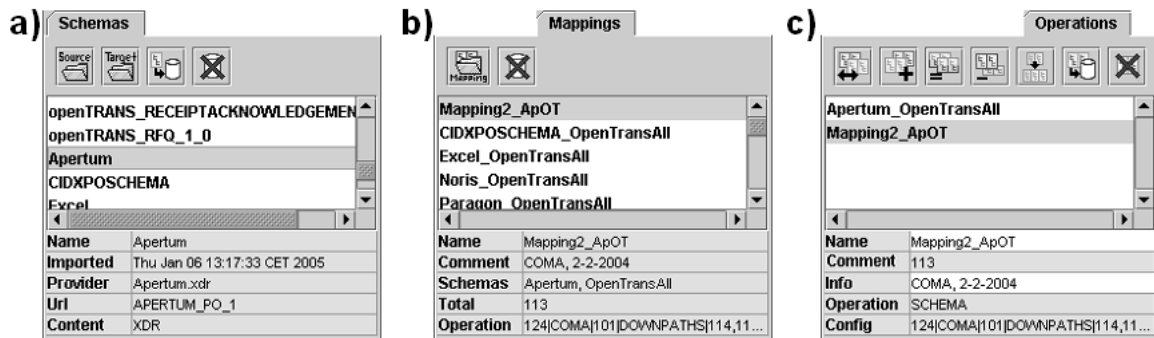 a) Schemas
Source Target
openTRANS_RECEIPTACKNOWLEDGEMEN
openTRANS_RFQ_1_0
Apertum
CIDXPOSCHEMA
Excel
Name Apertum
Imported Thu Jan 06 13:17:33 CET 2005
Provider Apertum.xdr
Url APERTUM_PO_1
Content XDR
b) Mappings
Mapping
Mapping2_ApOT
CIDXPOSCHEMA_OpenTransAll
Excel_OpenTransAll
Noris_OpenTransAll
Paragon_OpenTransAll
Name Mapping2_ApOT
Comment COMA, 2-2-2004
Schemas Apertum, OpenTransAll
Total 113
Operation 124|COMA|101|DOWNPATHS|114,11...
c) Operations
Apertum_OpenTransAll
Mapping2_ApOT
Name Mapping2_ApOT
Comment 113
Info COMA, 2-2-2004
Operation SCHEMA
Config 124|COMA|101|DOWNPATHS|114,11...